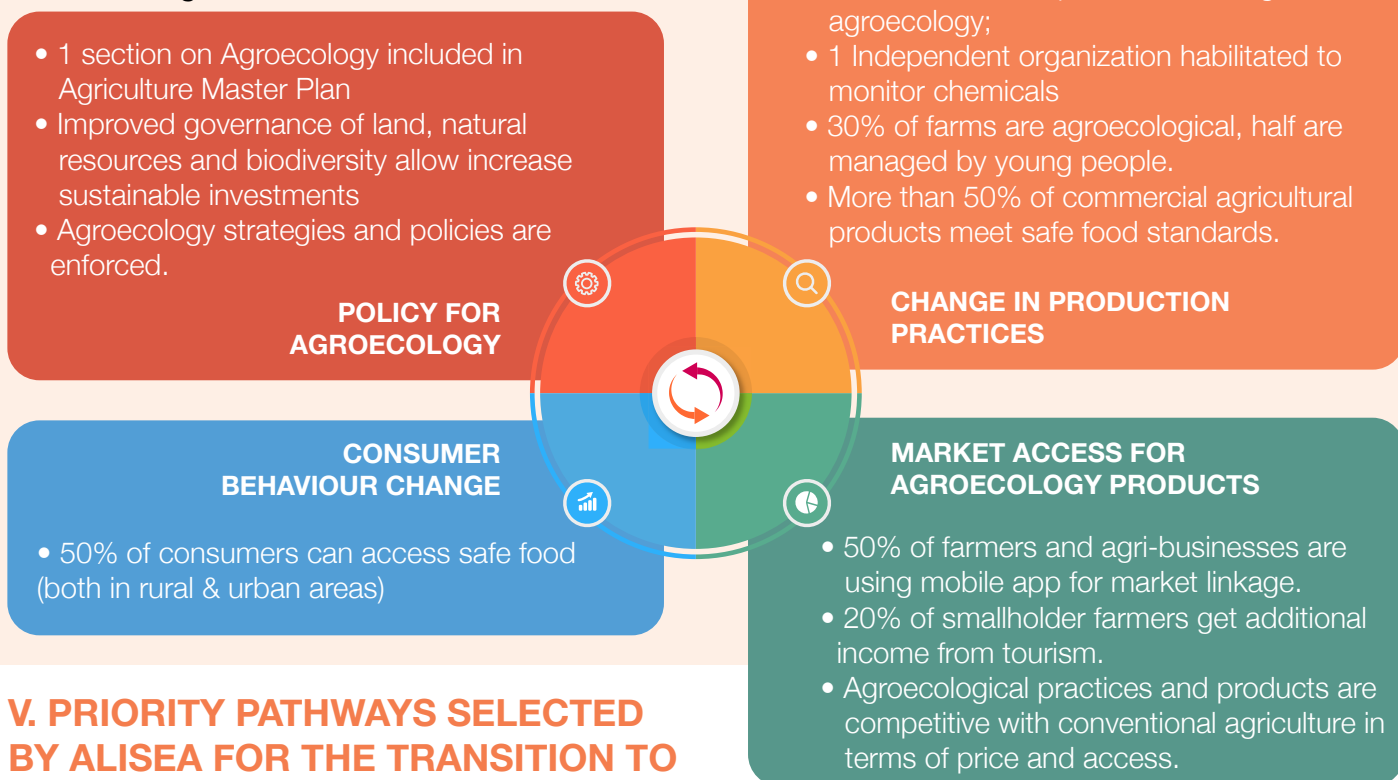 • 1 section on Agroecology included in
Agriculture Master Plan
• Improved governance of land, natural
resources and biodiversity allow increase
sustainable investments
• Agroecology strategies and policies are
enforced.
POLICY FOR
AGROECOLOGY
agroecology;
• 1 Independent organization habilitated to
monitor chemicals
• 30% of farms are agroecological, half are
managed by young people.
• More than 50% of commercial agricultural
products meet safe food standards.
CHANGE IN PRODUCTION
PRACTICES
CONSUMER
BEHAVIOUR CHANGE
• 50% of consumers can access safe food
(both in rural & urban areas)
MARKET ACCESS FOR
AGROECOLOGY PRODUCTS
• 50% of farmers and agri-businesses are
using mobile app for market linkage.
• 20% of smallholder farmers get additional
income from tourism.
• Agroecological practices and products are
competitive with conventional agriculture in
terms of price and access.
V. PRIORITY PATHWAYS SELECTED
BY ALISEA FOR THE TRANSITION TO